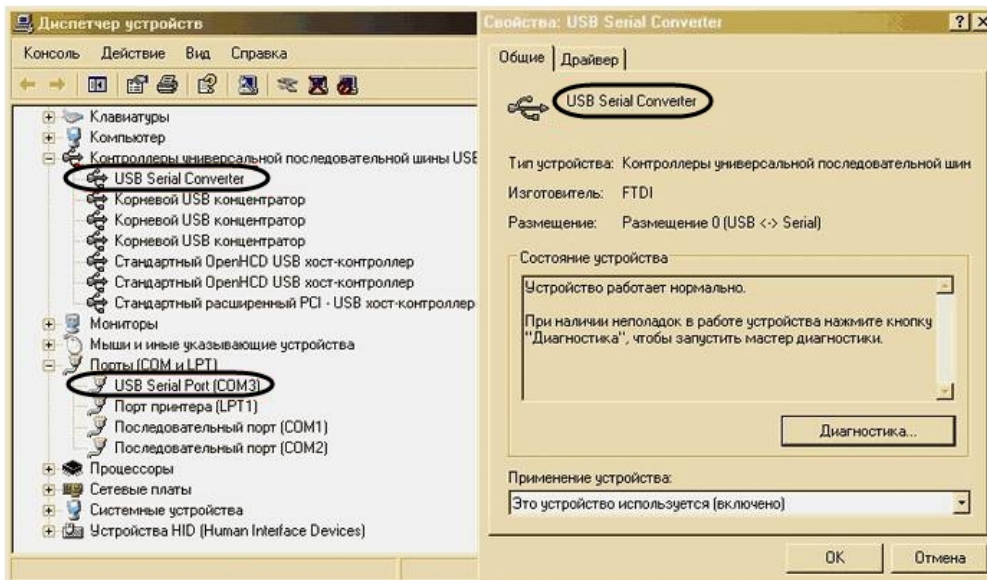 Диспетчер устройств
Консоль Действие Вид Справка
Клавиатуры
Компьютер
Контроллеры универсальной последовательной шины USB
USB Serial Converter
Корневой USB концентратор
Корневой USB концентратор
Корневой USB концентратор
Стандартный OpenHCD USB хост-контроллер
Стандартный OpenHCD USB хост-контроллер
Стандартный расширенный PCI - USB хост-контроллер
Мониторы
Мыши и иные указывающие устройства
Порты (COM и LPT)
USB Serial Port (COM3)
Порт принтера (LPT1)
Последовательный порт (COM1)
Последовательный порт (COM2)
Процессоры
Сетевые платы
Системные устройства
Устройства HID (Human Interface Devices)
Свойства: USB Serial Converter
Общие Драйвер
USB Serial Converter
Тип устройства: Контроллеры универсальной последовательной шин
Изготовитель: FTDI
Размещение: Размещение 0 (USB <-> Serial)
Состояние устройства
Устройство работает нормально.
При наличии неполадок в работе устройства нажмите кнопку
"Диагностика", чтобы запустить мастер диагностики.
Диагностика...
Применение устройства:
Это устройство используется (включено)
OK Отмена